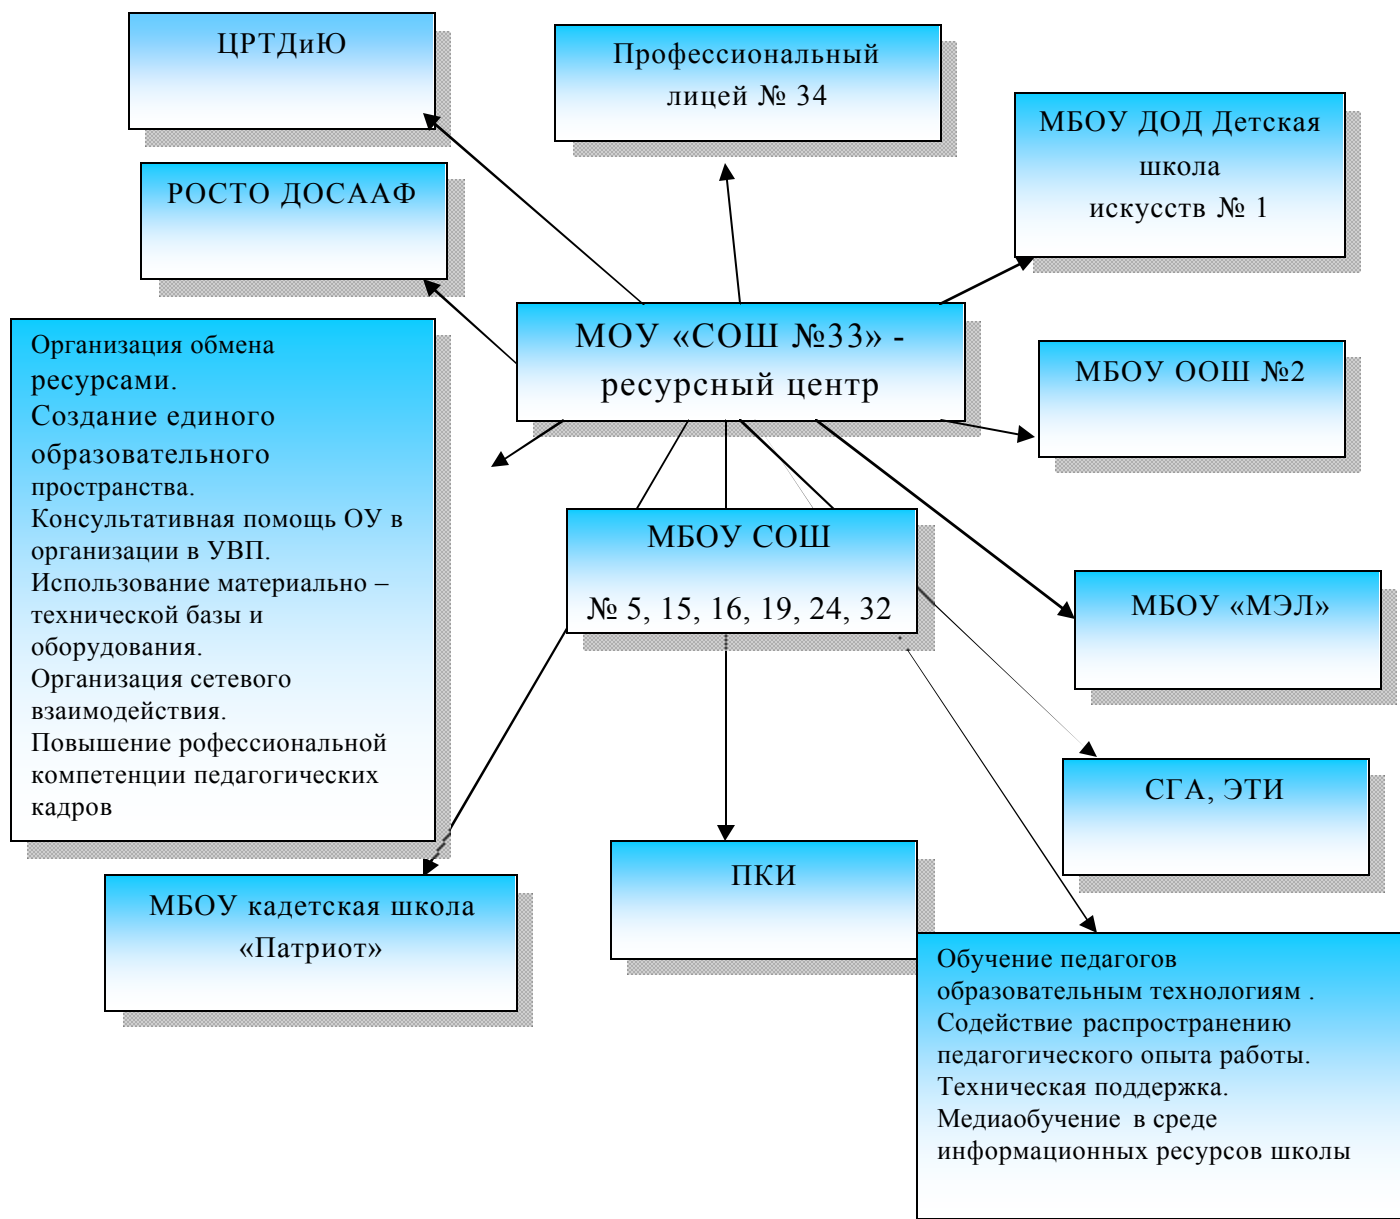 ЦРТДиЮ
Профессиональный
лицей № 34
МБОУ ДОД Детская
школа
искусств № 1
РОСТО ДОСААФ
МОУ «СОШ №33» -
ресурсный центр
МБОУ ООШ №2
Организация обмена
ресурсами.
Создание единого
образовательного
пространства.
Консультативная помощь ОУ в
организации в УВП.
Использование материально –
технической базы и
оборудования.
Организация сетевого
взаимодействия.
Повышение рофессиональной
компетенции педагогических
кадров
МБОУ СОШ
№ 5, 15, 16, 19, 24, 32
МБОУ «МЭЛ»
СГА, ЭТИ
ПКИ
МБОУ кадетская школа
«Патриот»
Обучение педагогов
образовательным технологиям .
Содействие распространению
педагогического опыта работы.
Техническая поддержка.
Медиаобучение в среде
информационных ресурсов школы